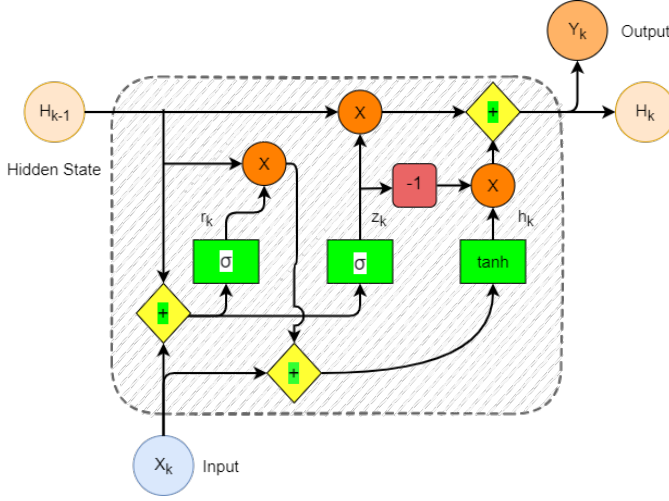 Yk
Output
Hk-1
X
+
Hk
Hidden State
X
-1
X
rk
zk
hk
σ
σ
tanh
+
+
Xk
Input